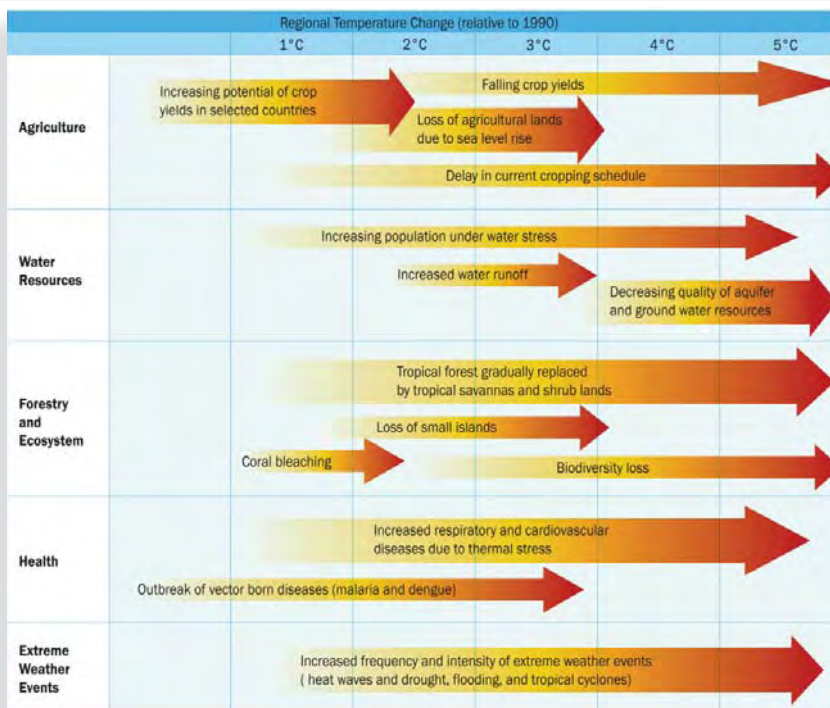 Regional Temperature Change (relative to 1990)
1°C 2°C 3°C 4°C 5°C
Agriculture
Increasing potential of crop
yields in selected countries
Falling crop yields
Loss of agricultural lands
due to sea level rise
Delay in current cropping schedule
Water
Resources
Increasing population under water stress
Increased water runoff
Decreasing quality of aquifer
and ground water resources
Forestry
and
Ecosystem
Tropical forest gradually replaced
by tropical savannas and shrub lands
Loss of small islands
Coral bleaching
Biodiversity loss
Health
Increased respiratory and cardiovascular
diseases due to thermal stress
Outbreak of vector born diseases (malaria and dengue)
Extreme
Weather
Events
Increased frequency and intensity of extreme weather events
( heat waves and drought, flooding, and tropical cyclones)